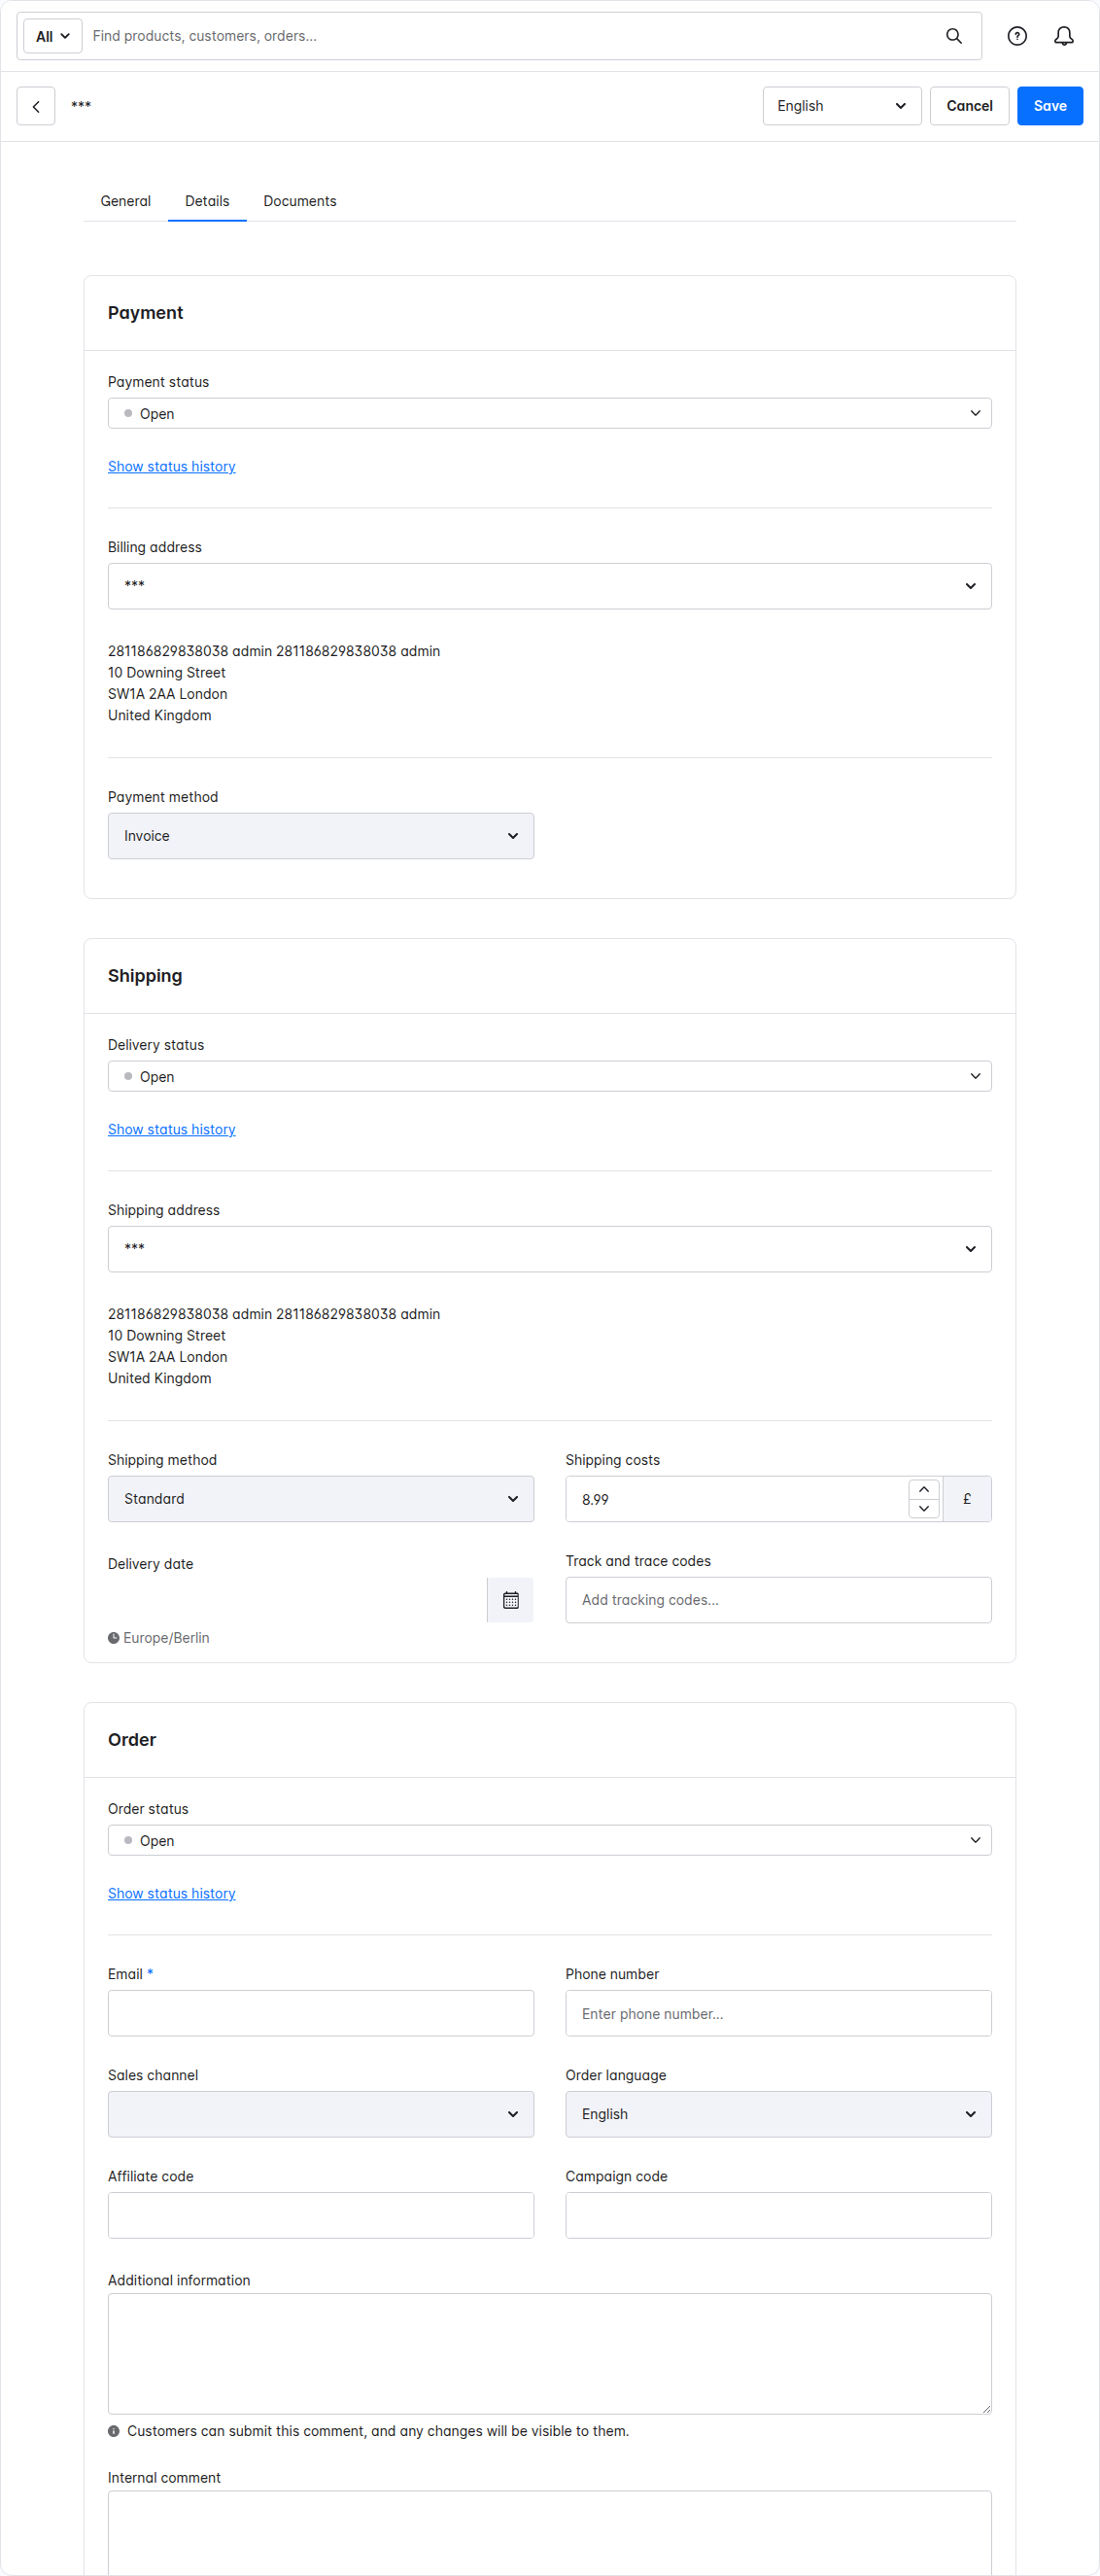 All
Find products, customers, orders...
***
English
Cancel
Save
General
Details
Documents
Payment
Payment status
Open
Show status history
Billing address
***
281186829838038 admin 281186829838038 admin
10 Downing Street
SW1A 2AA London
United Kingdom
Payment method
Invoice
Shipping
Delivery status
Open
Show status history
Shipping address
***
281186829838038 admin 281186829838038 admin
10 Downing Street
SW1A 2AA London
United Kingdom
Shipping method
Shipping costs
Standard
8.99
£
Delivery date
Track and trace codes
Add tracking codes...
Europe/Berlin
Order
Order status
Open
Show status history
Email *
Phone number
Enter phone number...
Sales channel
Order language
English
Affiliate code
Campaign code
Additional information
Customers can submit this comment, and any changes will be visible to them.
Internal comment